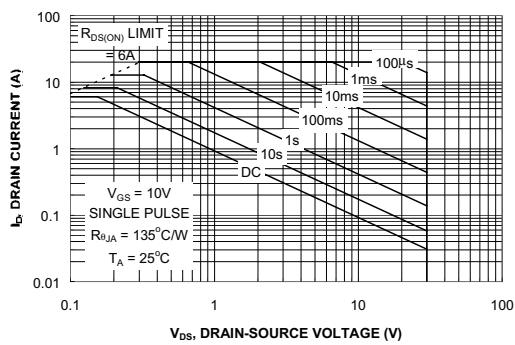 100
10
1
0.1
0.01
I_D, DRAIN CURRENT (A)
R_DS(ON) LIMIT
= 6A
100µs
1ms
10ms
100ms
1s
10s
DC
V_GS = 10V
SINGLE PULSE
R_θJA = 135°C/W
T_A = 25°C
0.1 1 10 100
V_DS, DRAIN-SOURCE VOLTAGE (V)